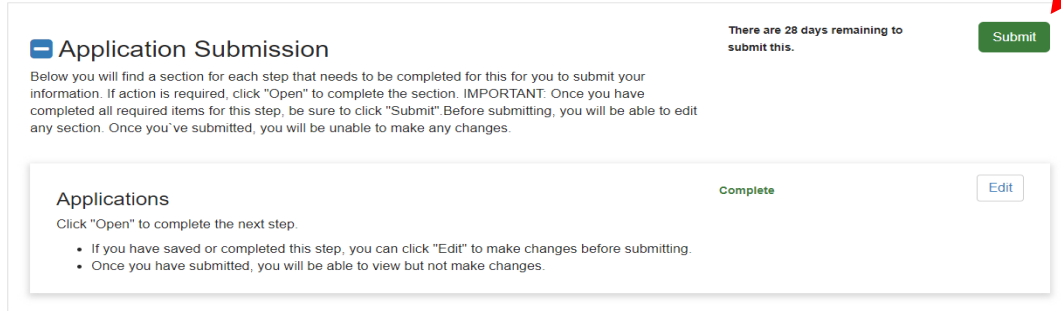 Application Submission
There are 28 days remaining to
submit this.
Submit
Below you will find a section for each step that needs to be completed for this for you to submit your
information. If action is required, click "Open" to complete the section. IMPORTANT: Once you have
completed all required items for this step, be sure to click "Submit".Before submitting, you will be able to edit
any section. Once you`ve submitted, you will be unable to make any changes.
Applications
Complete
Edit
Click "Open" to complete the next step.
• If you have saved or completed this step, you can click "Edit" to make changes before submitting.
• Once you have submitted, you will be able to view but not make changes.